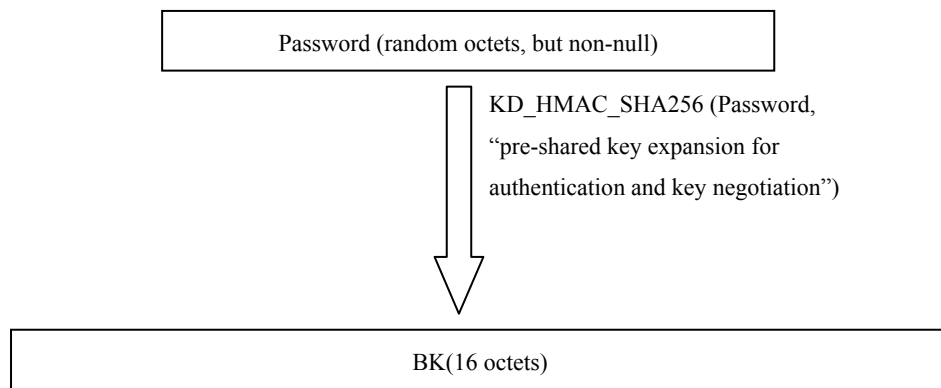 Password (random octets, but non-null)
KD_HMAC_SHA256 (Password,
“pre-shared key expansion for
authentication and key negotiation”)
BK(16 octets)